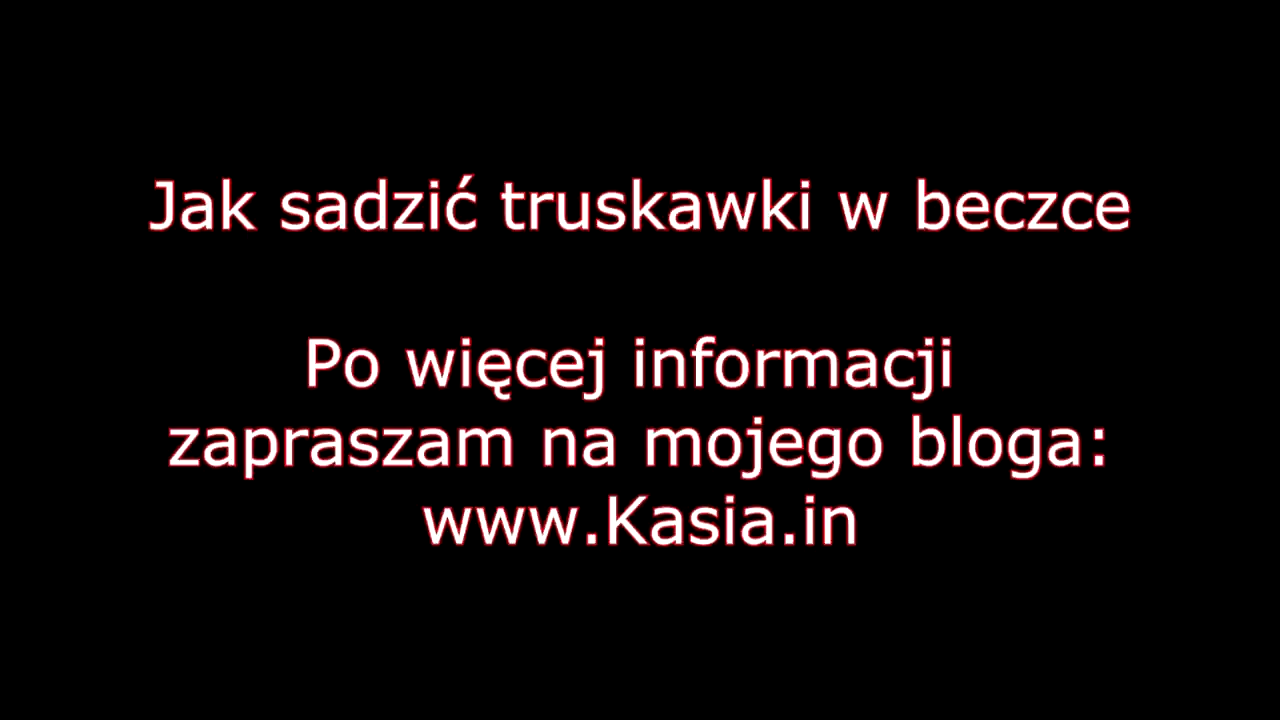 Jak sadzić truskawki w beczce
Po więcej informacji
zapraszam na mojego bloga:
www.Kasia.in